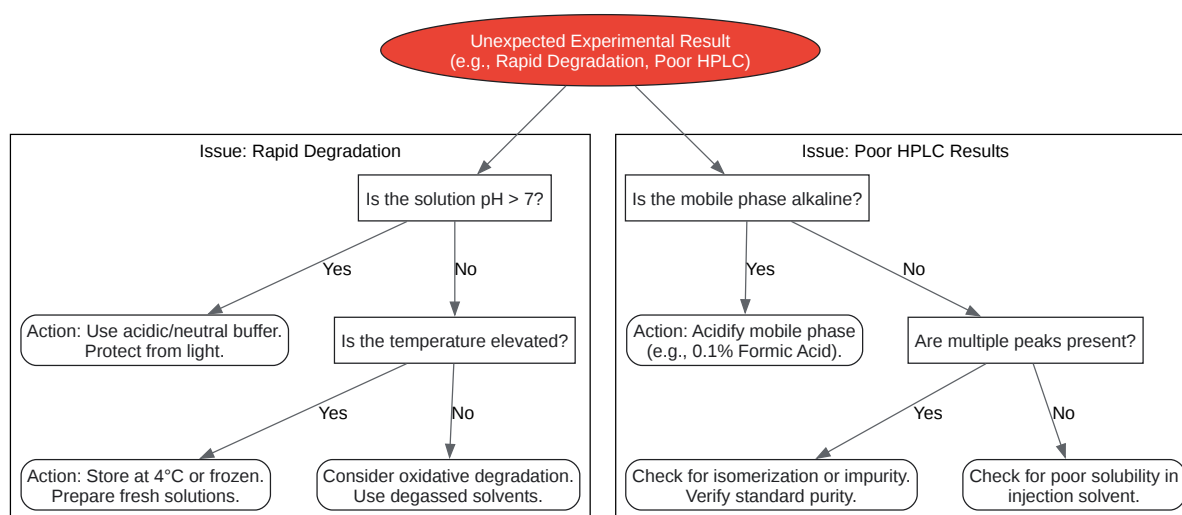 Unexpected Experimental Result
(e.g., Rapid Degradation, Poor HPLC)
Issue: Rapid Degradation
Is the solution pH > 7?
Yes
No
Action: Use acidic/neutral buffer.
Protect from light.
Is the temperature elevated?
Yes
No
Action: Store at 4°C or frozen.
Prepare fresh solutions.
Consider oxidative degradation.
Use degassed solvents.
Issue: Poor HPLC Results
Is the mobile phase alkaline?
Yes
No
Action: Acidify mobile phase
(e.g., 0.1% Formic Acid).
Are multiple peaks present?
Yes
No
Check for isomerization or impurity.
Verify standard purity.
Check for poor solubility in
injection solvent.